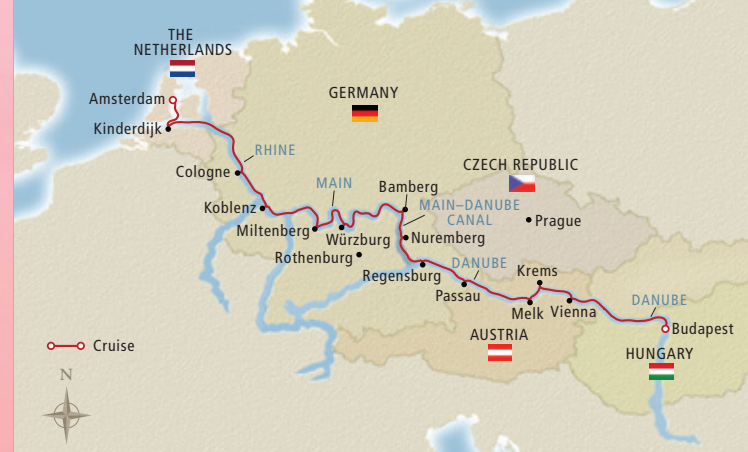 THE
NETHERLANDS
Amsterdam
Kinderdijk
GERMANY
RHINE
Cologne
CZECH REPUBLIC
MAIN
Bamberg
Koblenz
MAIN–DANUBE
CANAL
Prague
Miltenberg
Würzburg
Nuremberg
Rothenburg
DANUBE
Krems
Regensburg
Passau
DANUBE
Melk
Vienna
Budapest
AUSTRIA
Cruise
HUNGARY
N